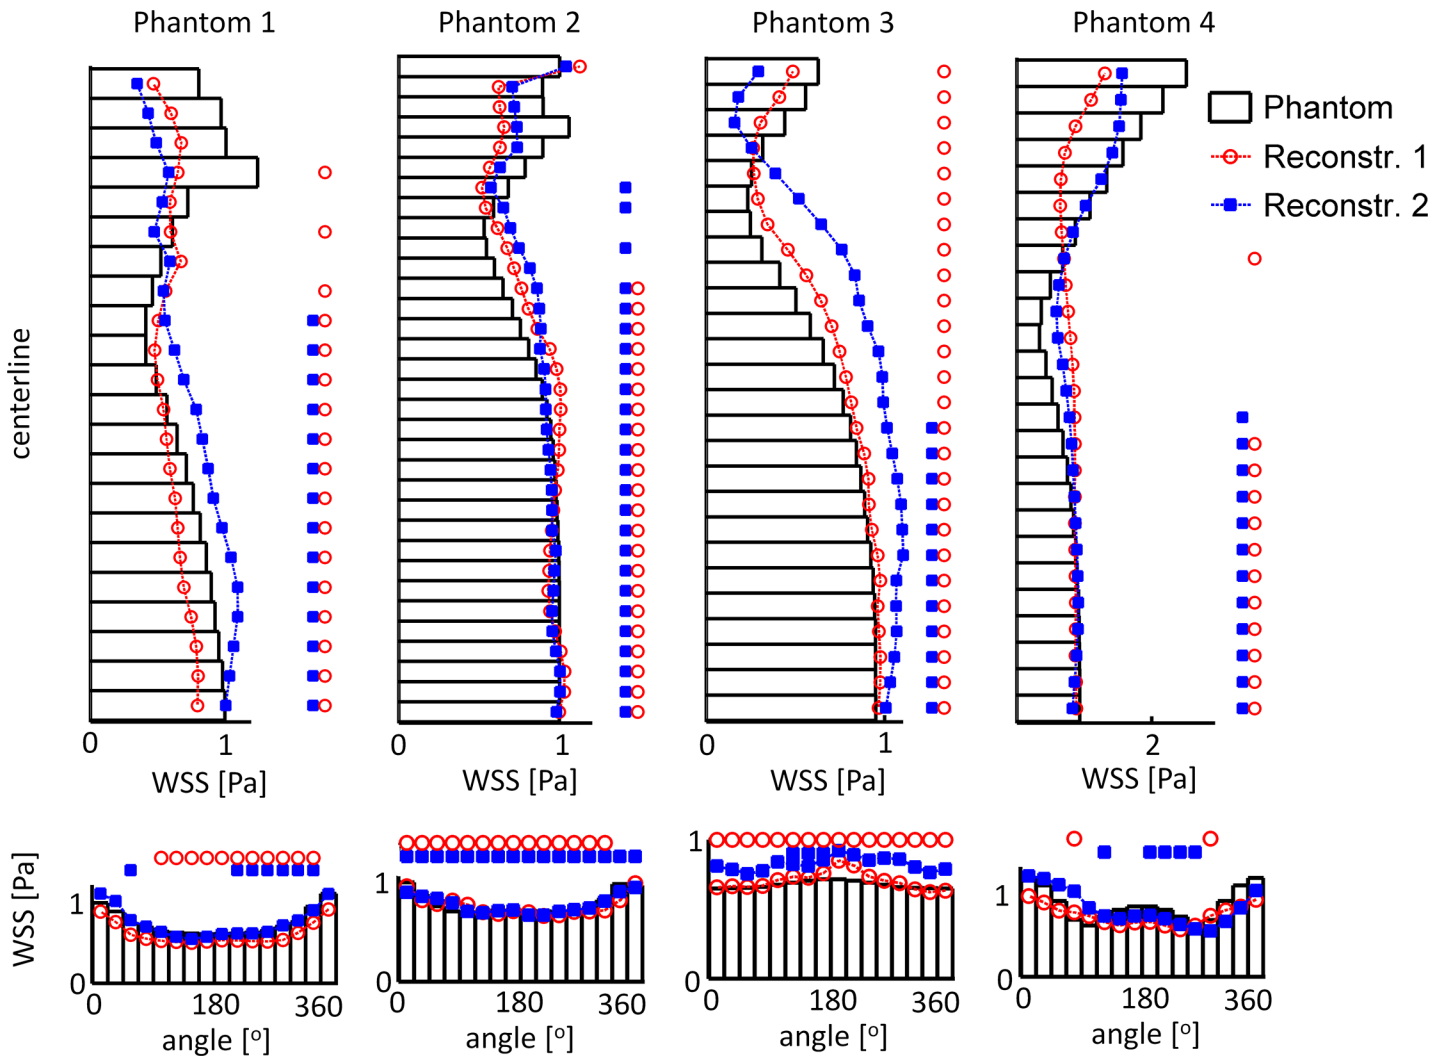 Phantom 1 Phantom 2 Phantom 3 Phantom 4
Phantom
Reconstr. 1
Reconstr. 2
centerline
0 1 0 1 0 1 2
WSS [Pa] WSS [Pa] WSS [Pa] WSS [Pa]
WSS [Pa]
1 1 1 1
0 0 0 0
0 180 360 0 180 360 0 180 360 0 180 360
angle [o] angle [o] angle [o] angle [o]